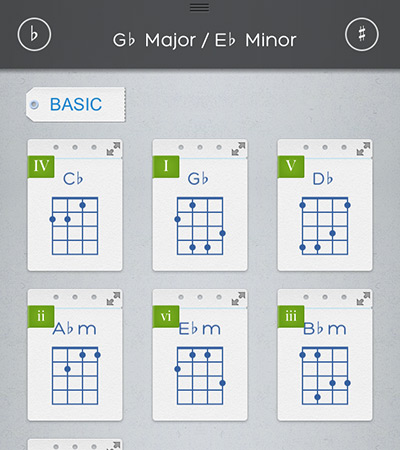 ♭ G♭ Major / E♭ Minor ♯
BASIC
IV I V
C♭ G♭ D♭
ii vi iii
A♭m E♭m B♭m